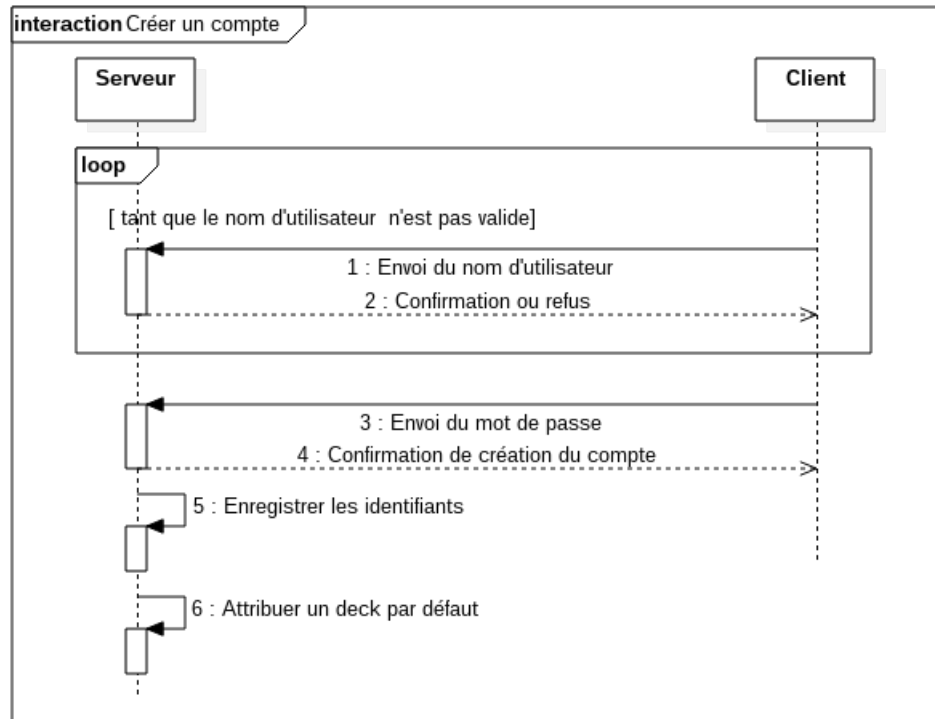 interaction Créer un compte
Serveur
Client
loop
[ tant que le nom d'utilisateur  n'est pas valide]
1 : Envoi du nom d'utilisateur
2 : Confirmation ou refus
3 : Envoi du mot de passe
4 : Confirmation de création du compte
5 : Enregistrer les identifiants
6 : Attribuer un deck par défaut